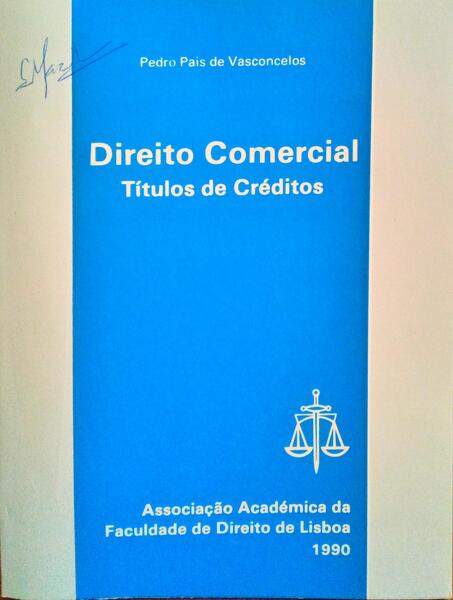 Pedro Pais de Vasconcelos
Direito Comercial
Títulos de Créditos
Associação Académica da
Faculdade de Direito de Lisboa
1990